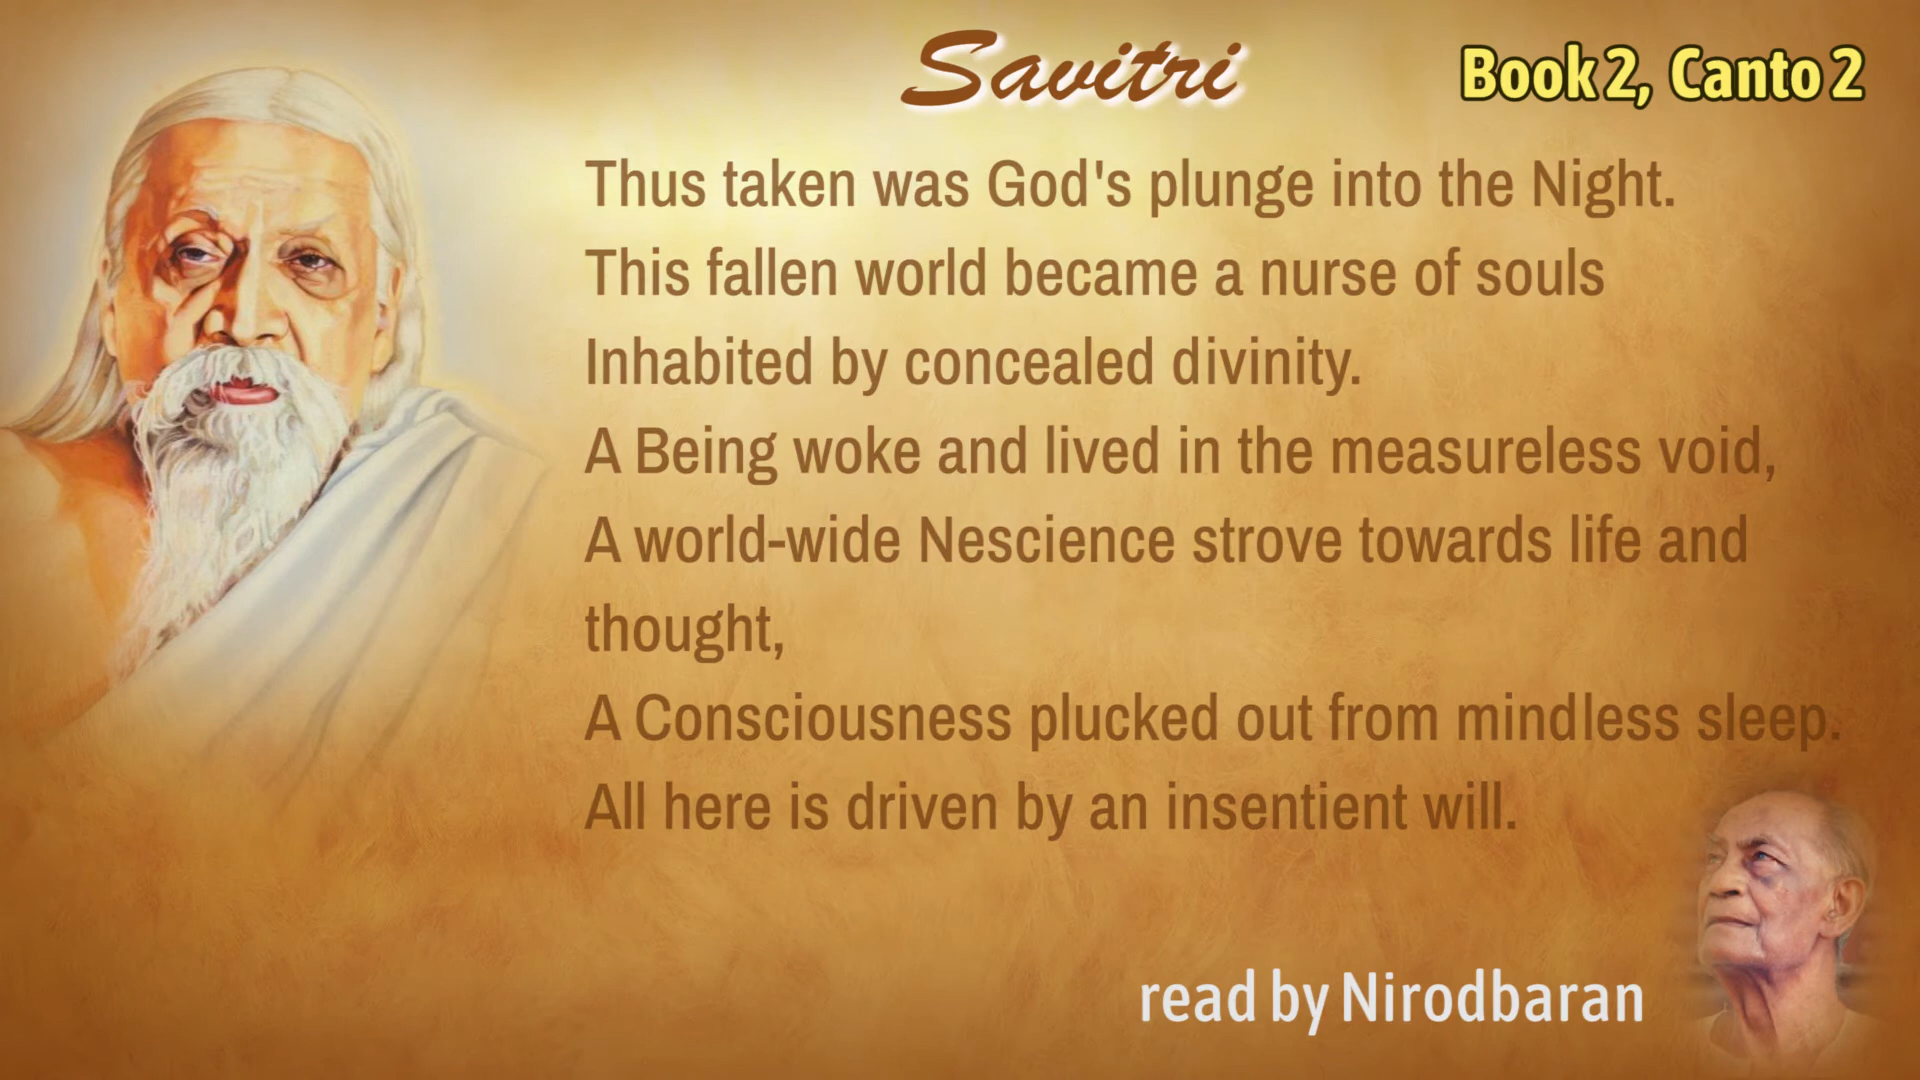 Savitri
Book 2, Canto 2
Thus taken was God's plunge into the Night.
This fallen world became a nurse of souls
Inhabited by concealed divinity.
A Being woke and lived in the measureless void,
A world-wide Nescience strove towards life and
thought,
A Consciousness plucked out from mindless sleep.
All here is driven by an insentient will.
read by Nirodbaran